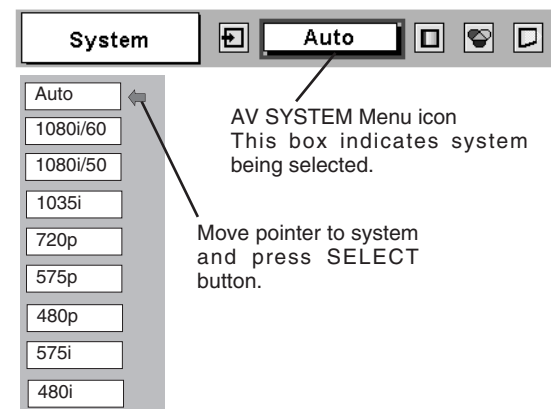 System
Auto
AV SYSTEM Menu icon
This box indicates system
being selected.
Auto
1080i/60
1080i/50
1035i
720p
575p
480p
575i
480i
Move pointer to system
and press SELECT
button.